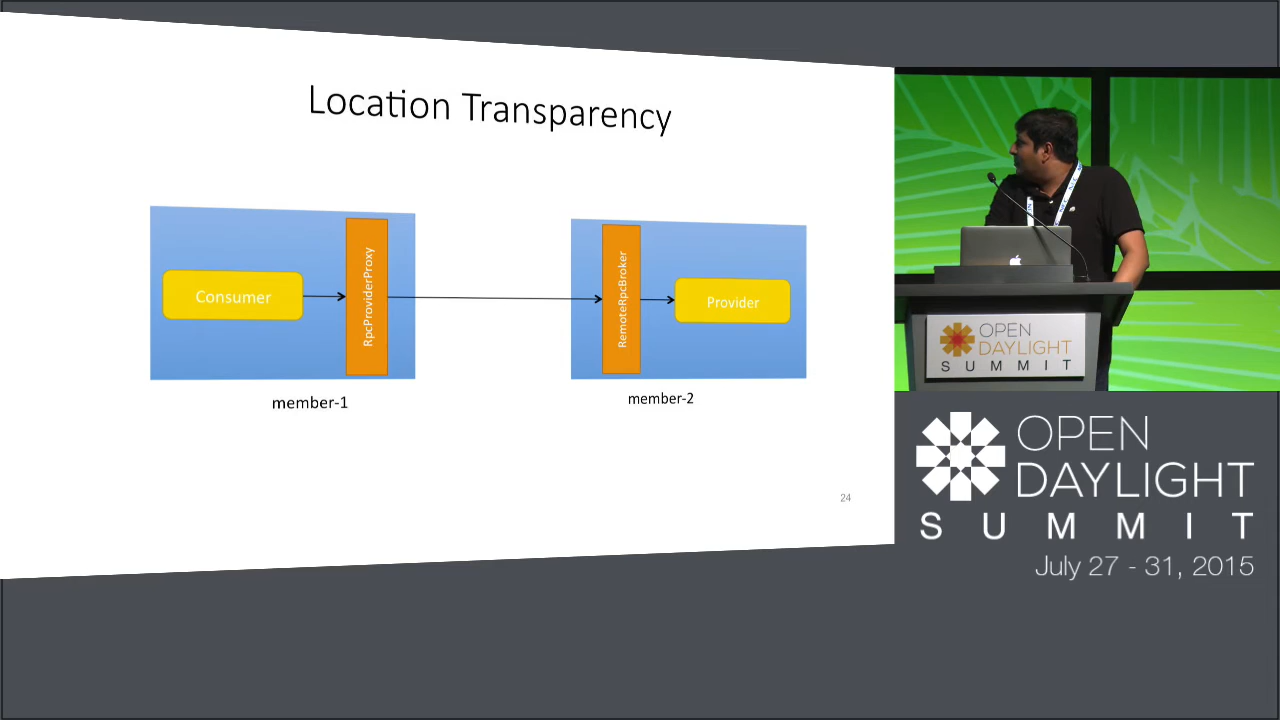 Location Transparency
Consumer
RpcProviderProxy
RemoteRpcBroker
Provider
member-1
member-2
24
OPEN
DAYLIGHT
SUMMIT
OPEN
DAYLIGHT
SUMMIT
July 27 - 31, 2015